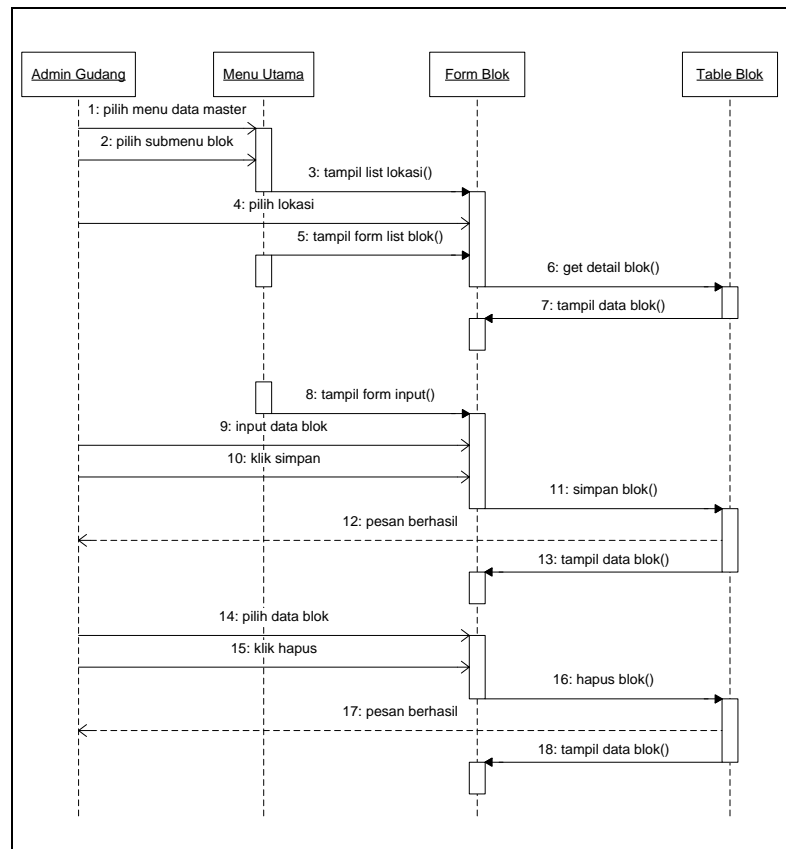 Admin Gudang
Menu Utama
Form Blok
Table Blok
1: pilih menu data master
2: pilih submenu blok
3: tampil list lokasi()
4: pilih lokasi
5: tampil form list blok()
6: get detail blok()
7: tampil data blok()
8: tampil form input()
9: input data blok
10: klik simpan
11: simpan blok()
12: pesan berhasil
13: tampil data blok()
14: pilih data blok
15: klik hapus
16: hapus blok()
17: pesan berhasil
18: tampil data blok()